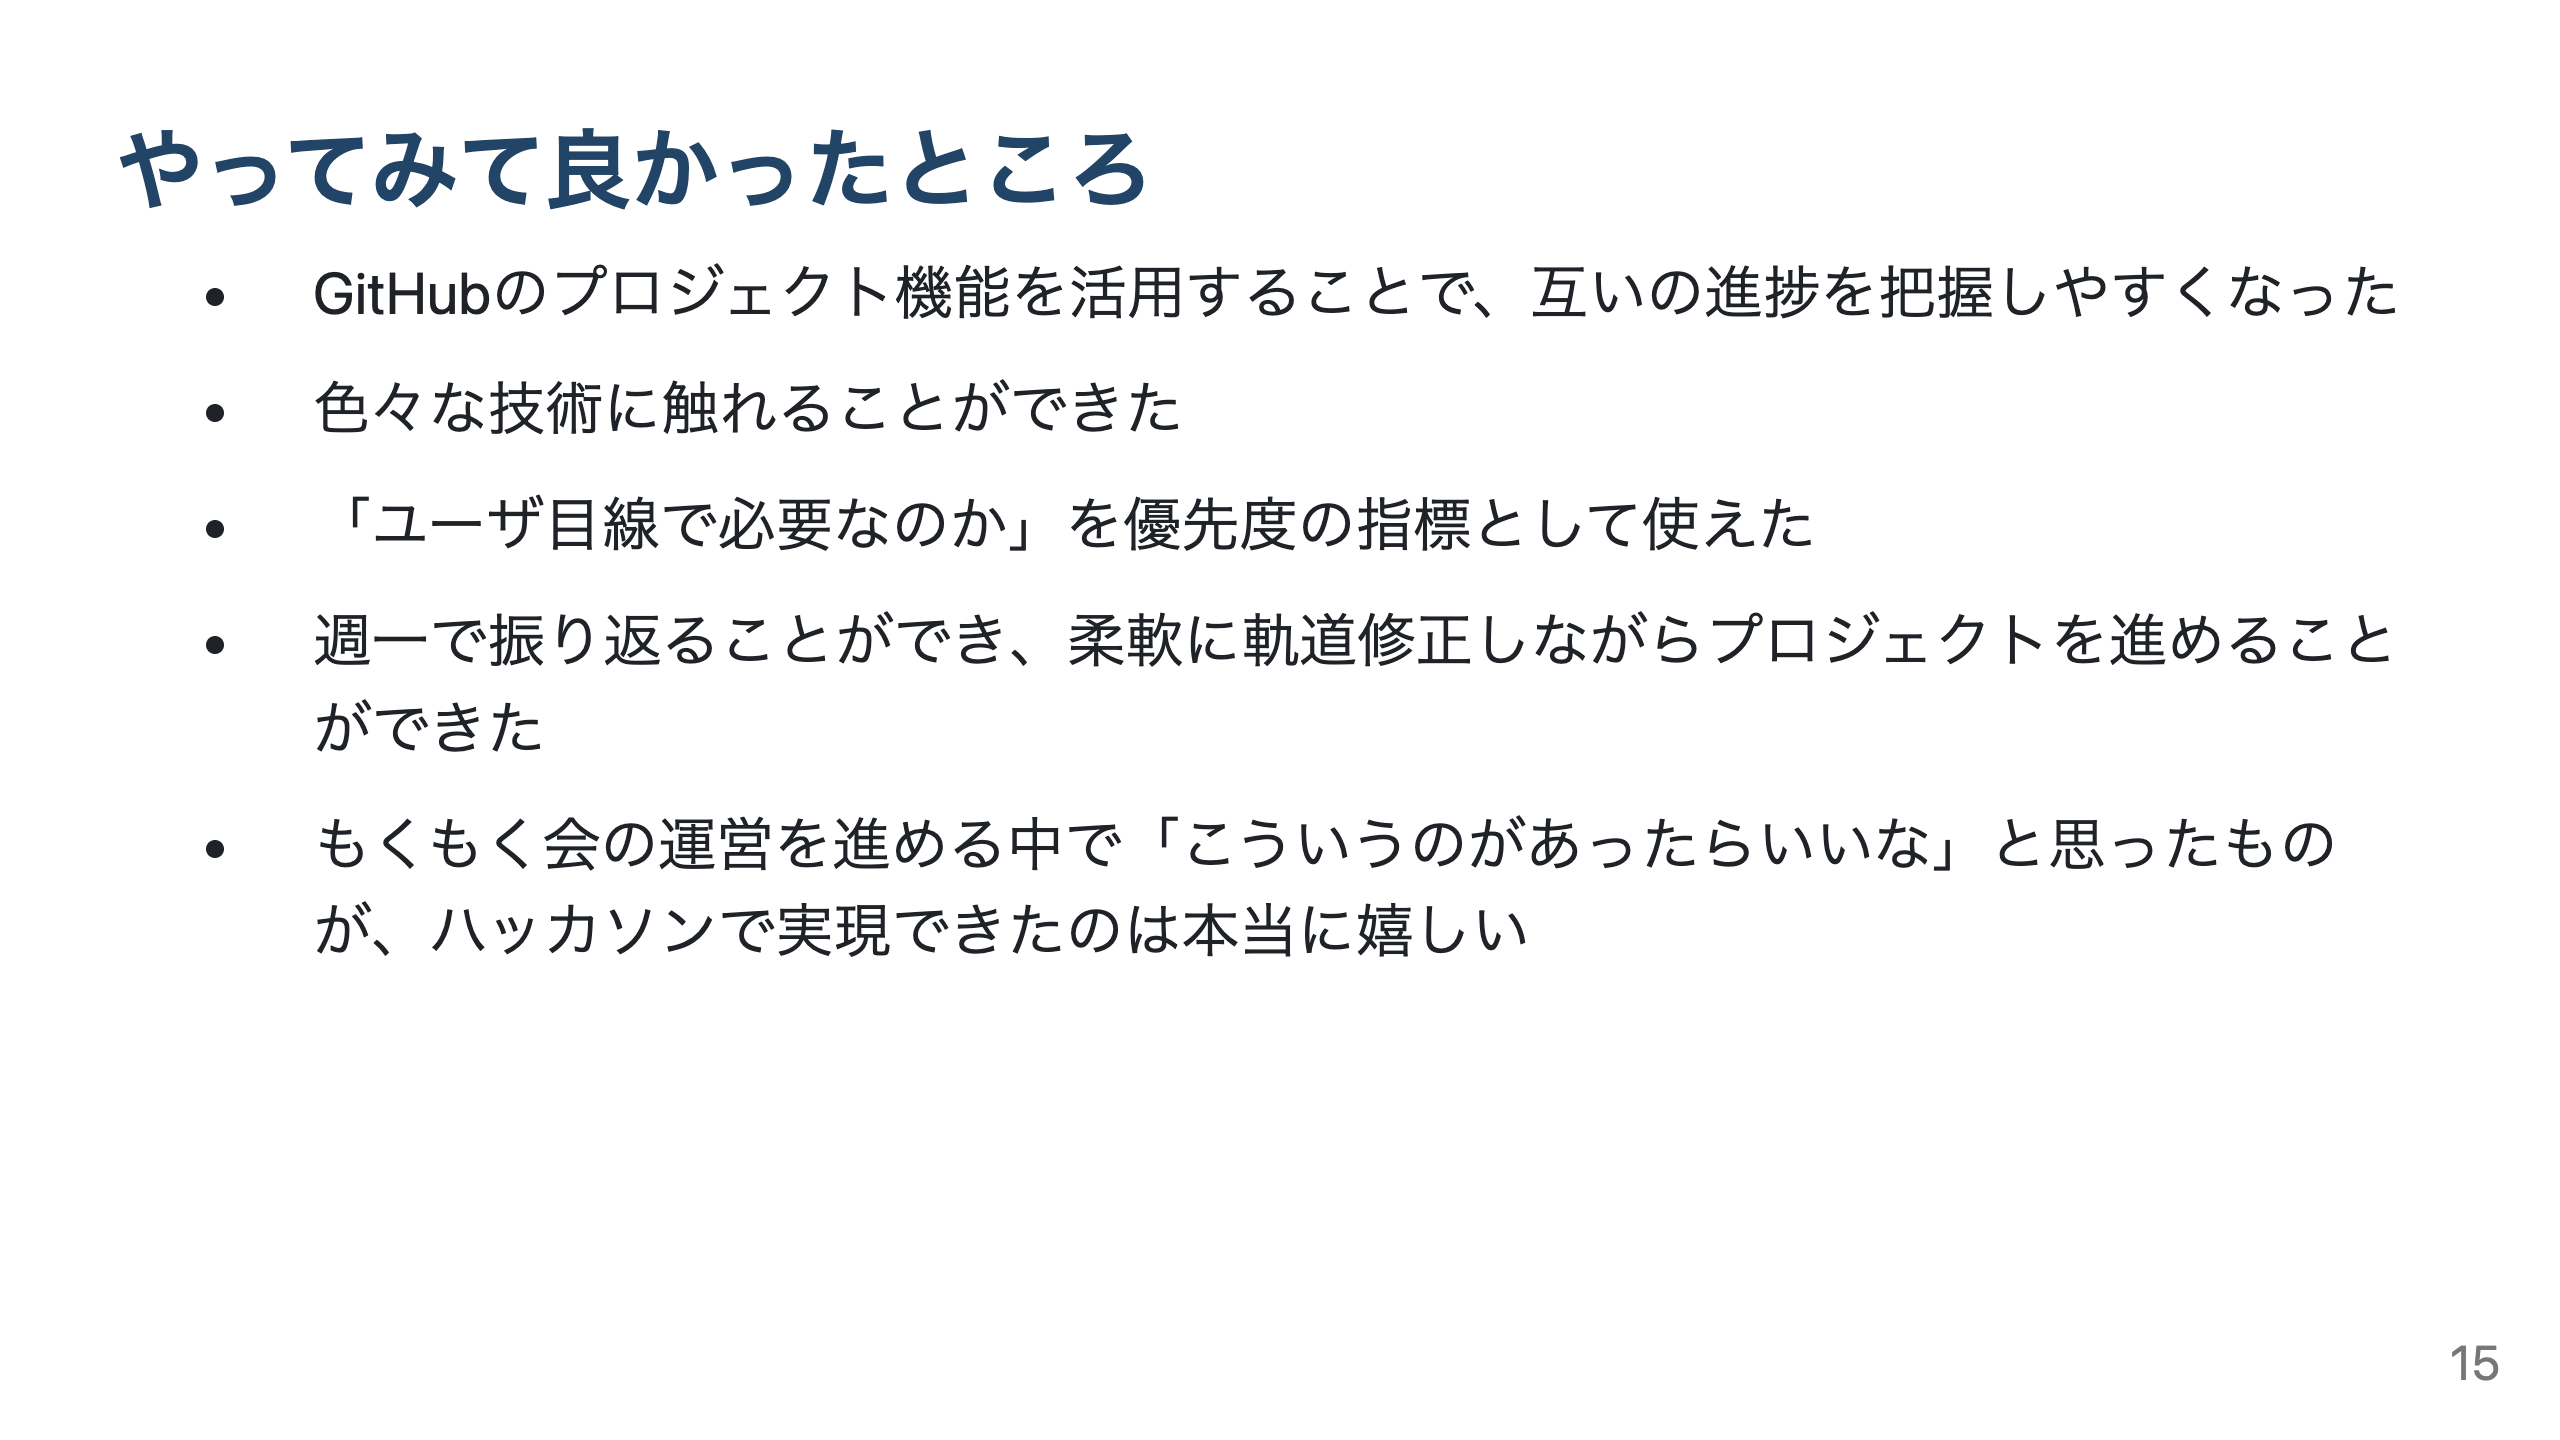 やってみて良かったところ
• GitHubのプロジェクト機能を活用することで、互いの進捗を把握しやすくなった
• 色々な技術に触れることができた
• 「ユーザ目線で必要なのか」を優先度の指標として使えた
• 週一で振り返ることができ、柔軟に軌道修正しながらプロジェクトを進めること
ができた
• もくもく会の運営を進める中で「こういうのがあったらいいな」と思ったもの
が、ハッカソンで実現できたのは本当に嬉しい
15